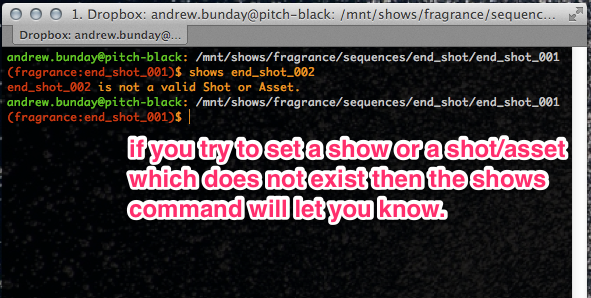 1. Dropbox: andrew.bunday@pitch-black: /mnt/shows/fragrance/sequenc...
Dropbox: andrew.bunday@...
andrew.bunday@pitch-black: /mnt/shows/fragrance/sequences/end_shot/end_shot_001
(fragrance:end_shot_001)$ shows end_shot_002
end_shot_002 is not a valid Shot or Asset.
andrew.bunday@pitch-black: /mnt/shows/fragrance/sequences/end_shot/end_shot_001
(fragrance:end_shot_001)$
if you try to set a show or a shot/asset
which does not exist then the shows
command will let you know.